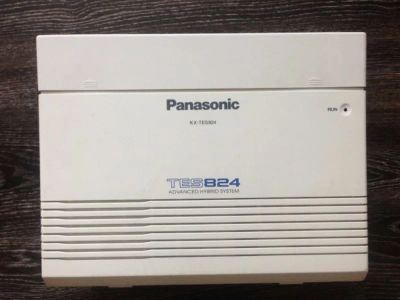 Panasonic
KX-TES824
RUN
TES824
ADVANCED HYBRID SYSTEM